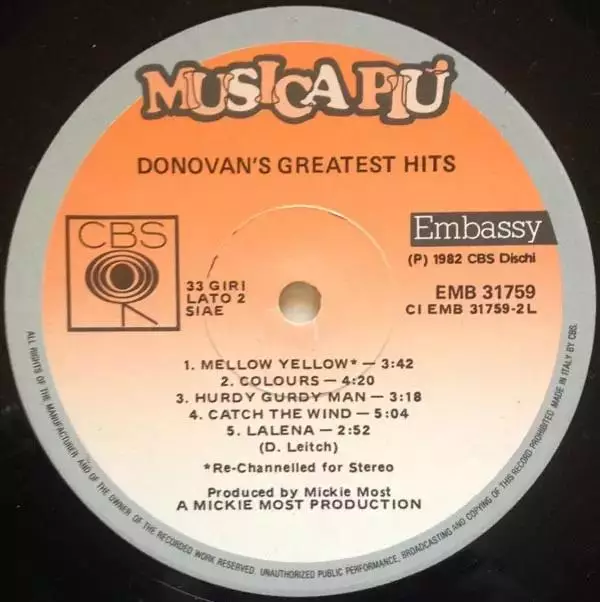 MUSICA PIÚ
DONOVAN'S GREATEST HITS
CBS
Embassy
(P) 1982 CBS Dischi
33 GIRI
LATO 2
SIAE
EMB 31759
CI EMB 31759-2L
1. MELLOW YELLOW* — 3:42
2. COLOURS — 4:20
3. HURDY GURDY MAN — 3:18
4. CATCH THE WIND — 5:04
5. LALENA — 2:52
(D. Leitch)
*Re-Channelled for Stereo
Produced by Mickie Most
A MICKIE MOST PRODUCTION
ALL RIGHTS OF THE MANUFACTURER AND OF THE OWNER OF THE RECORDED WORK RESERVED. UNAUTHORIZED PUBLIC PERFORMANCE, BROADCASTING AND COPYING OF THIS RECORD PROHIBITED MADE IN ITALY BY CBS.